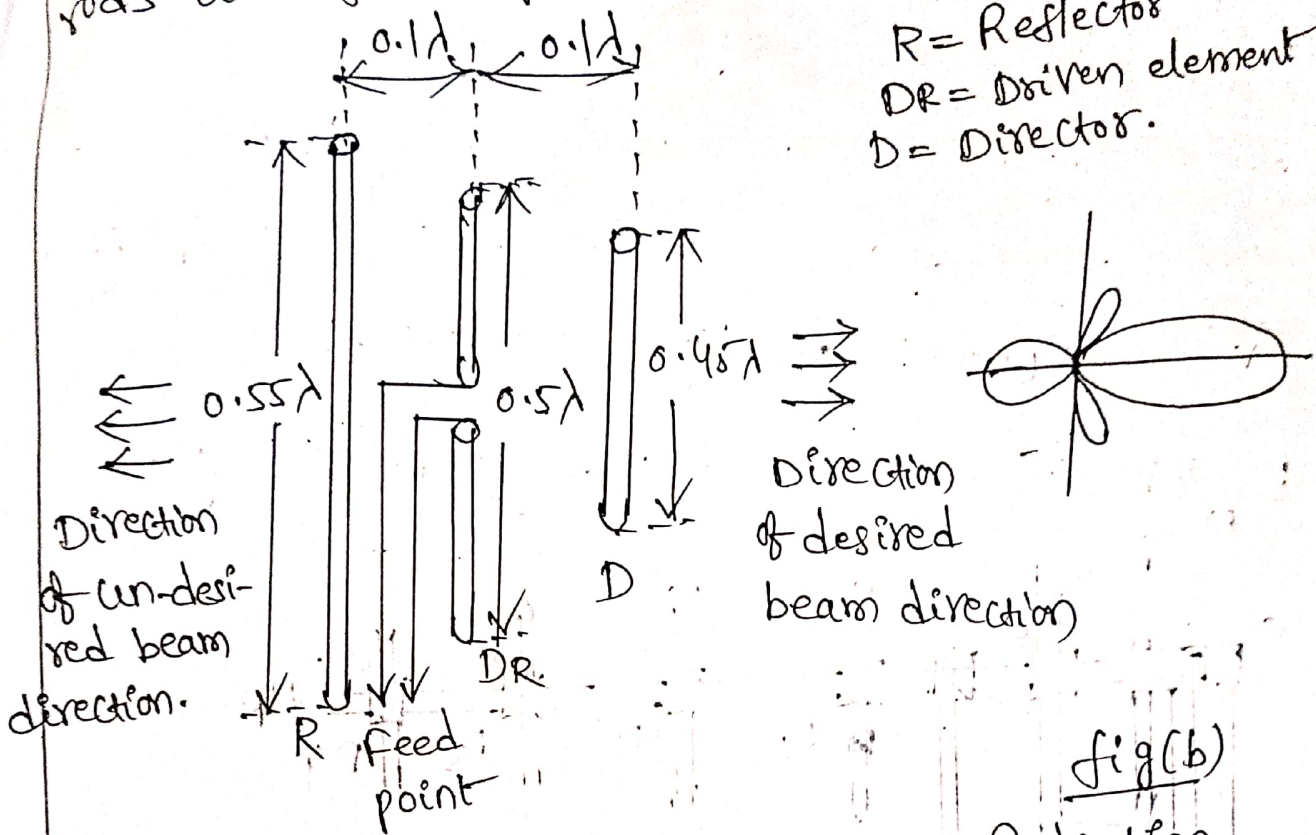 rods
0.1λ 0.1λ
R = Reflector
DR = Driven element
D = Director.
0.55λ
0.5λ
0.45λ
Direction
of un-desi-
red beam
direction.
Direction
of desired
beam direction
R
feed
point
DR.
D
fig(b)